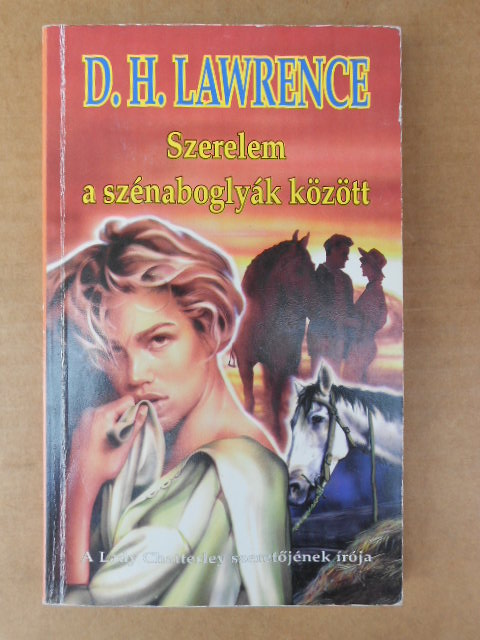 D. H. LAWRENCE
Szerelem
a szénaboglyák között
A Lady Chatterley szeretőjének írója